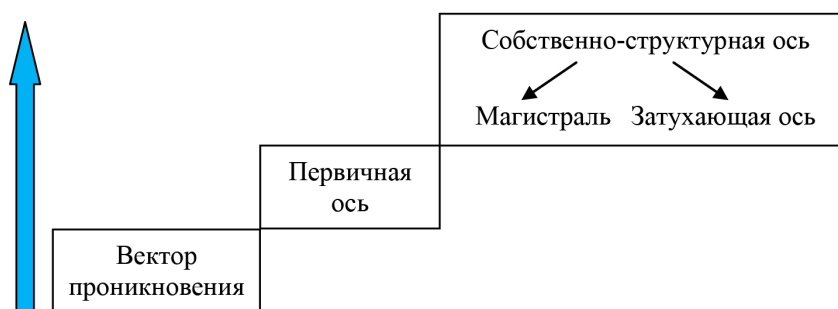 Собственно-структурная ось
Магистраль Затухающая ось
Первичная
ось
Вектор
проникновения